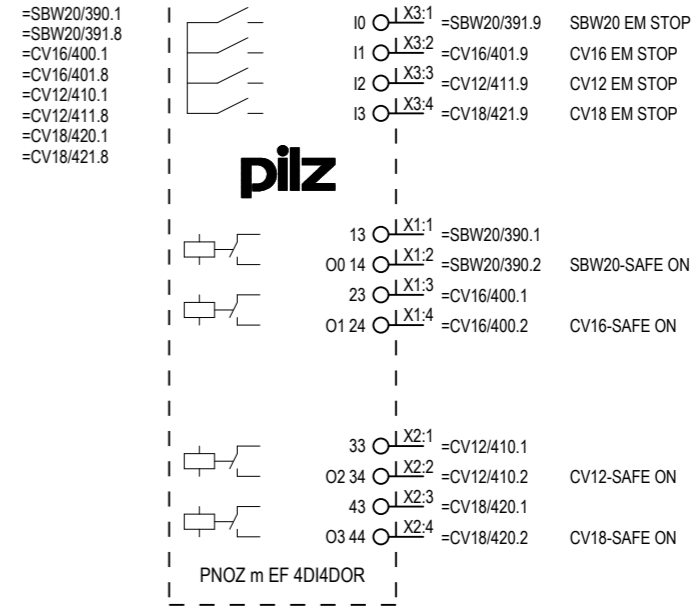 =SBW20/390.1
=SBW20/391.8
=CV16/400.1
=CV16/401.8
=CV12/410.1
=CV12/411.8
=CV18/420.1
=CV18/421.8
I0 X3:1 =SBW20/391.9 SBW20 EM STOP
I1 X3:2 =CV16/401.9 CV16 EM STOP
I2 X3:3 =CV12/411.9 CV12 EM STOP
I3 X3:4 =CV18/421.9 CV18 EM STOP
pilz
13 X1:1 =SBW20/390.1
O0 14 X1:2 =SBW20/390.2 SBW20-SAFE ON
23 X1:3 =CV16/400.1
O1 24 X1:4 =CV16/400.2 CV16-SAFE ON
33 X2:1 =CV12/410.1
O2 34 X2:2 =CV12/410.2 CV12-SAFE ON
43 X2:3 =CV18/420.1
O3 44 X2:4 =CV18/420.2 CV18-SAFE ON
PNOZ m EF 4DI4DOR